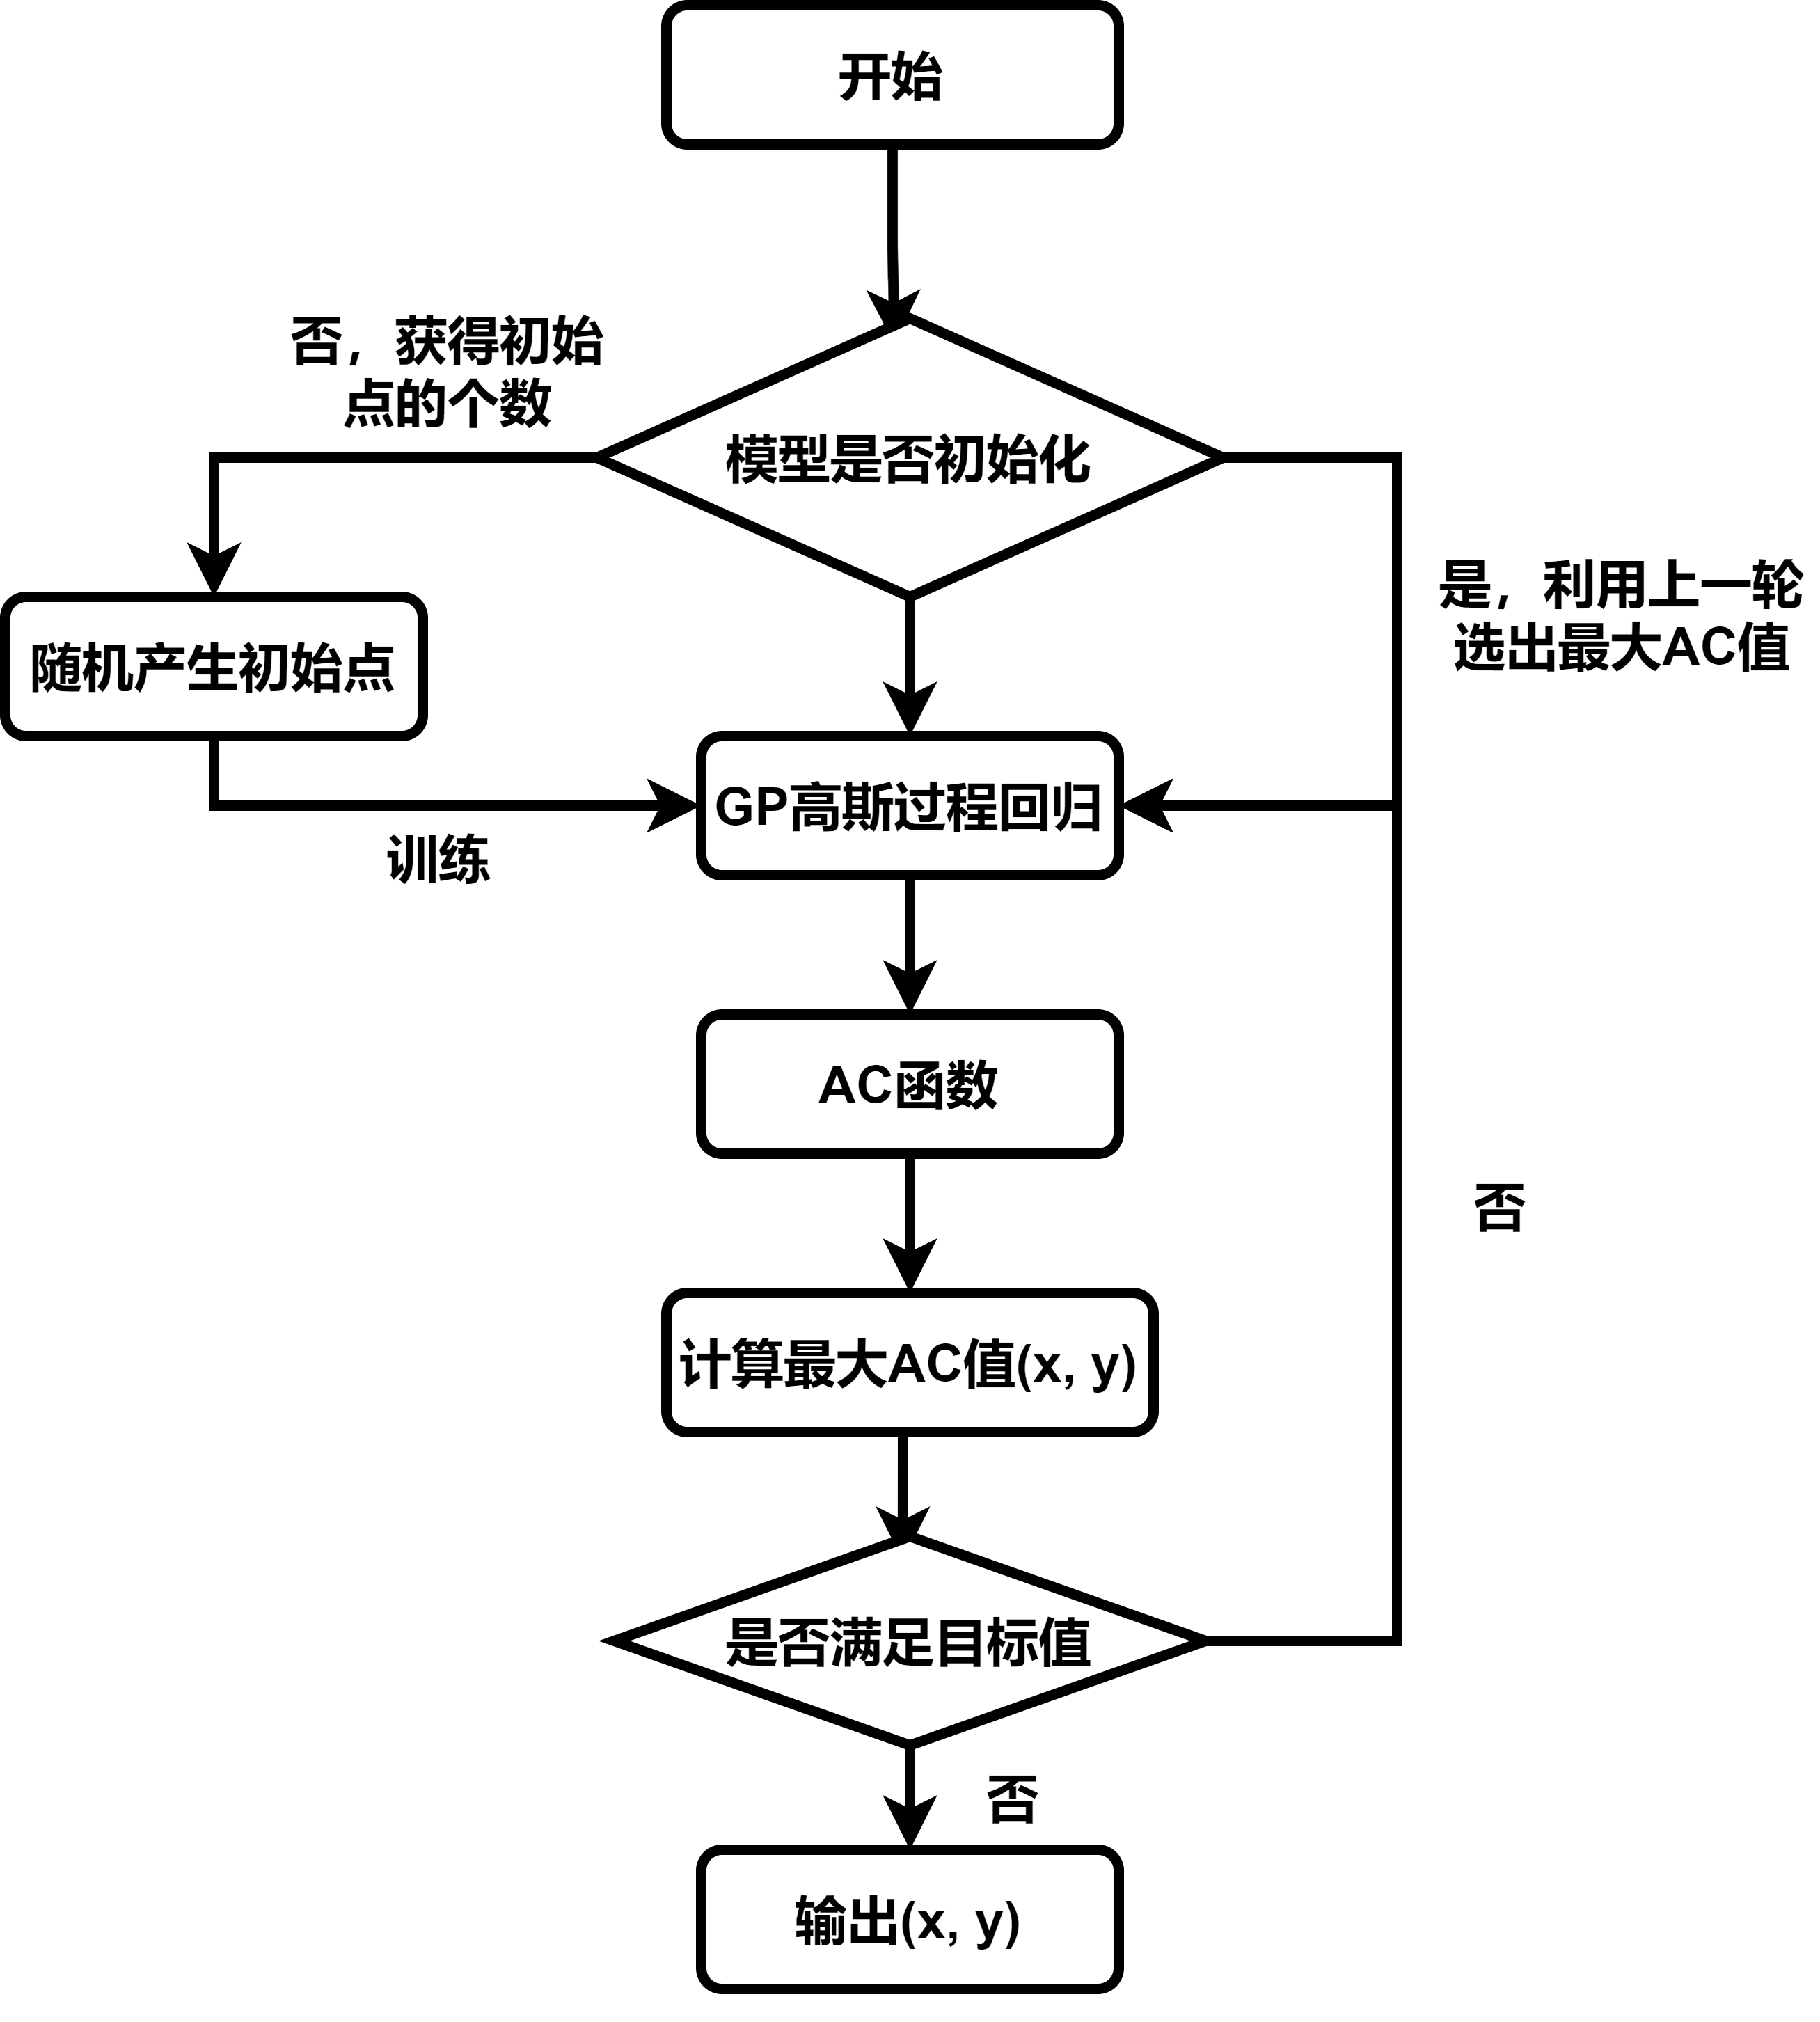 开始
否，获得初始
点的个数
模型是否初始化
是，利用上一轮
选出最大AC值
随机产生初始点
GP高斯过程回归
训练
AC函数
否
计算最大AC值(x, y)
是否满足目标值
否
输出(x, y)